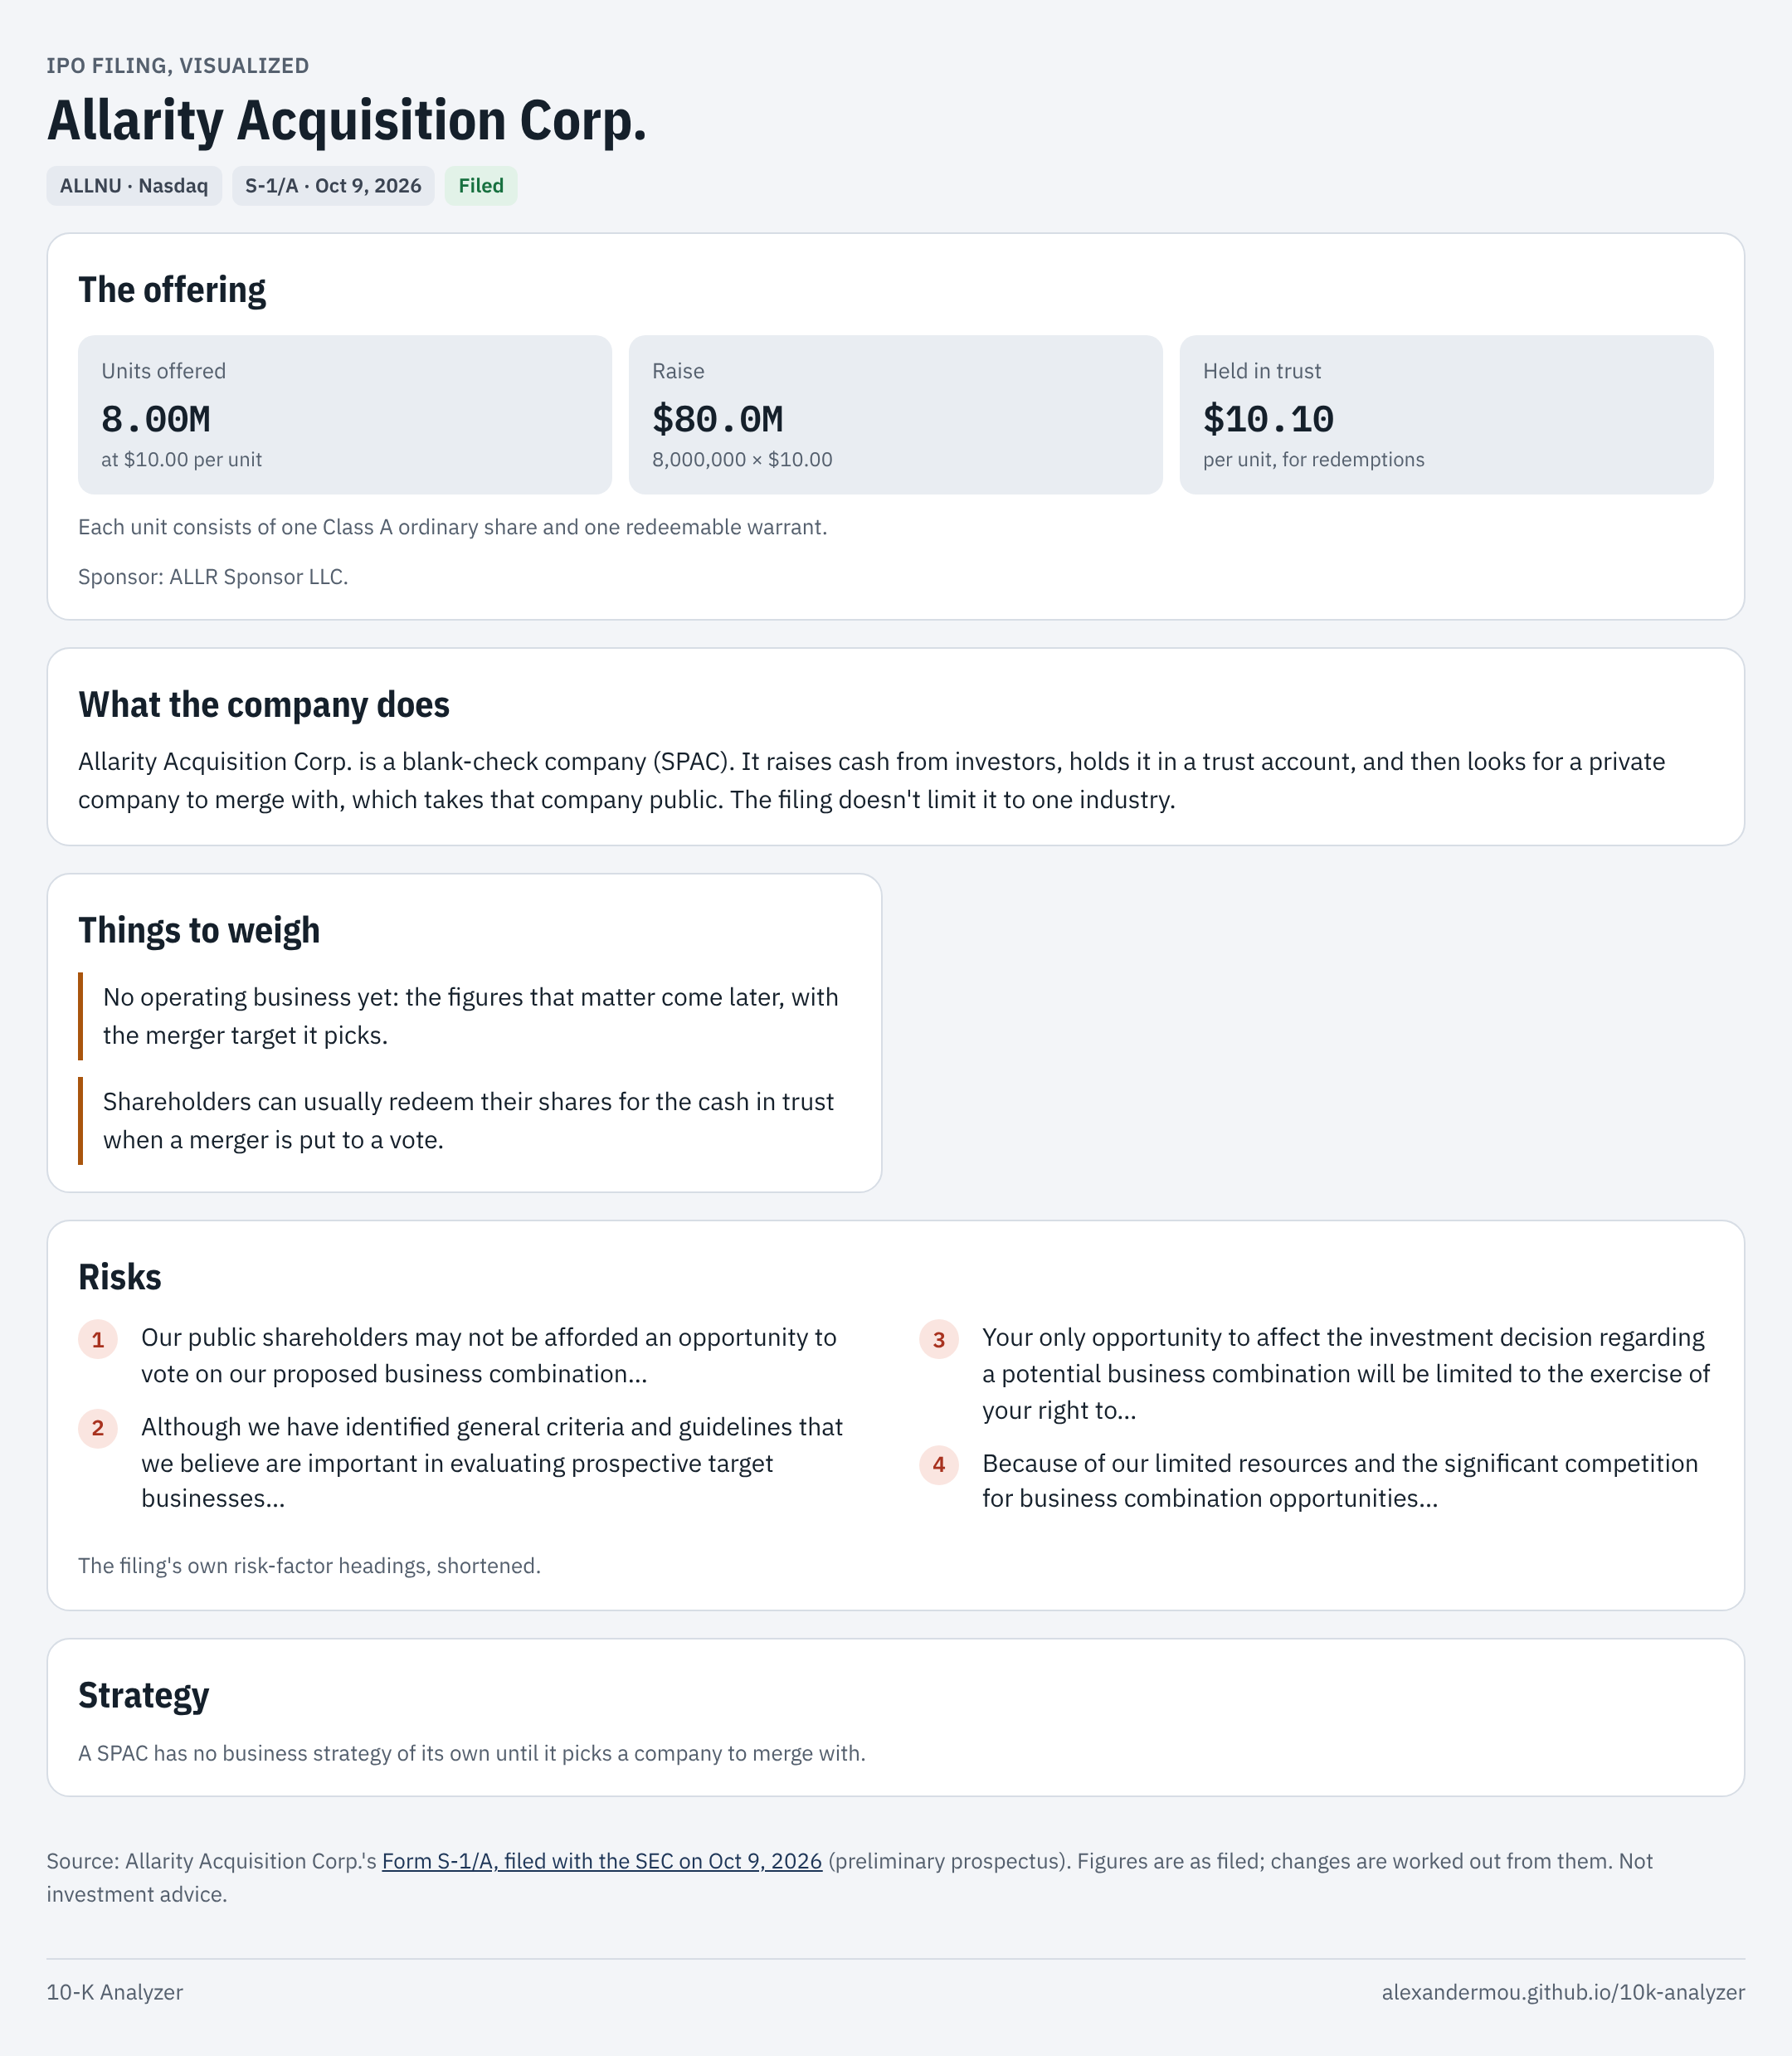 IPO FILING, VISUALIZED
Allarity Acquisition Corp.
ALLNU · Nasdaq
S-1/A · Oct 9, 2026
Filed
The offering
Units offered
8.00M
at $10.00 per unit
Raise
$80.0M
8,000,000 × $10.00
Held in trust
$10.10
per unit, for redemptions
Each unit consists of one Class A ordinary share and one redeemable warrant.
Sponsor: ALLR Sponsor LLC.
What the company does
Allarity Acquisition Corp. is a blank-check company (SPAC). It raises cash from investors, holds it in a trust account, and then looks for a private
company to merge with, which takes that company public. The filing doesn't limit it to one industry.
Things to weigh
No operating business yet: the figures that matter come later, with
the merger target it picks.
Shareholders can usually redeem their shares for the cash in trust
when a merger is put to a vote.
Risks
1
Our public shareholders may not be afforded an opportunity to
vote on our proposed business combination…
2
Although we have identified general criteria and guidelines that
we believe are important in evaluating prospective target
businesses…
3
Your only opportunity to affect the investment decision regarding
a potential business combination will be limited to the exercise of
your right to…
4
Because of our limited resources and the significant competition
for business combination opportunities…
The filing's own risk-factor headings, shortened.
Strategy
A SPAC has no business strategy of its own until it picks a company to merge with.
Source: Allarity Acquisition Corp.'s Form S-1/A, filed with the SEC on Oct 9, 2026 (preliminary prospectus). Figures are as filed; changes are worked out from them. Not
investment advice.
10-K Analyzer
alexandermou.github.io/10k-analyzer